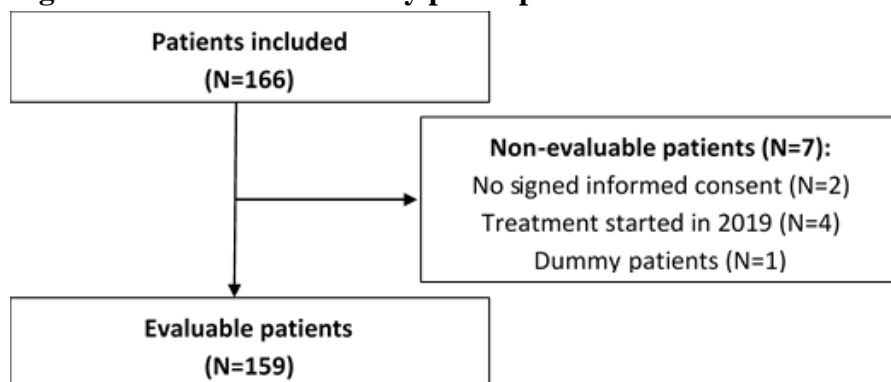 Patients included
(N=166)
Non-evaluable patients (N=7):
No signed informed consent (N=2)
Treatment started in 2019 (N=4)
Dummy patients (N=1)
Evaluable patients
(N=159)